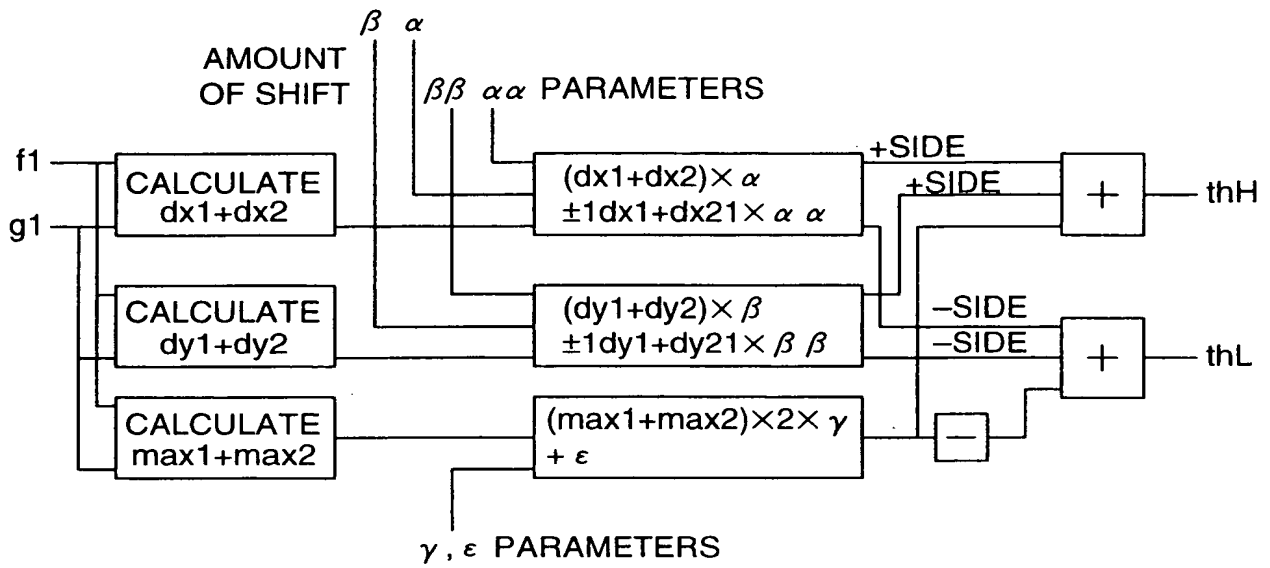 β α
AMOUNT
OF SHIFT
ββ αα PARAMETERS
f1
g1
CALCULATE
dx1+dx2
(dx1+dx2)× α
±1dx1+dx21× α α
+SIDE
+SIDE
+
thH
CALCULATE
dy1+dy2
(dy1+dy2)× β
±1dy1+dy21× β β
–SIDE
–SIDE
+
thL
CALCULATE
max1+max2
(max1+max2)×2× γ
+ ε
–
γ , ε PARAMETERS